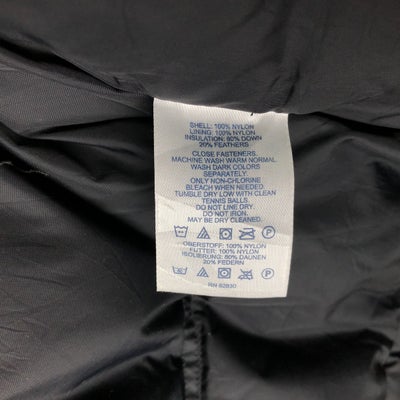 SHELL: 100% NYLON
LINING: 100% NYLON
INSULATION: 80% DOWN
20% FEATHERS
CLOSE FASTENERS.
MACHINE WASH WARM NORMAL
WASH DARK COLORS
SEPARATELY.
ONLY NON-CHLORINE
BLEACH WHEN NEEDED.
TUMBLE DRY LOW WITH CLEAN
TENNIS BALLS.
DO NOT LINE DRY.
DO NOT IRON.
MAY BE DRY CLEANED.
OBERSTOFF: 100% NYLON
FUTTER: 100% NYLON
ISOLIERUNG: 80% DAUNEN
20% FEDERN
RN 62830